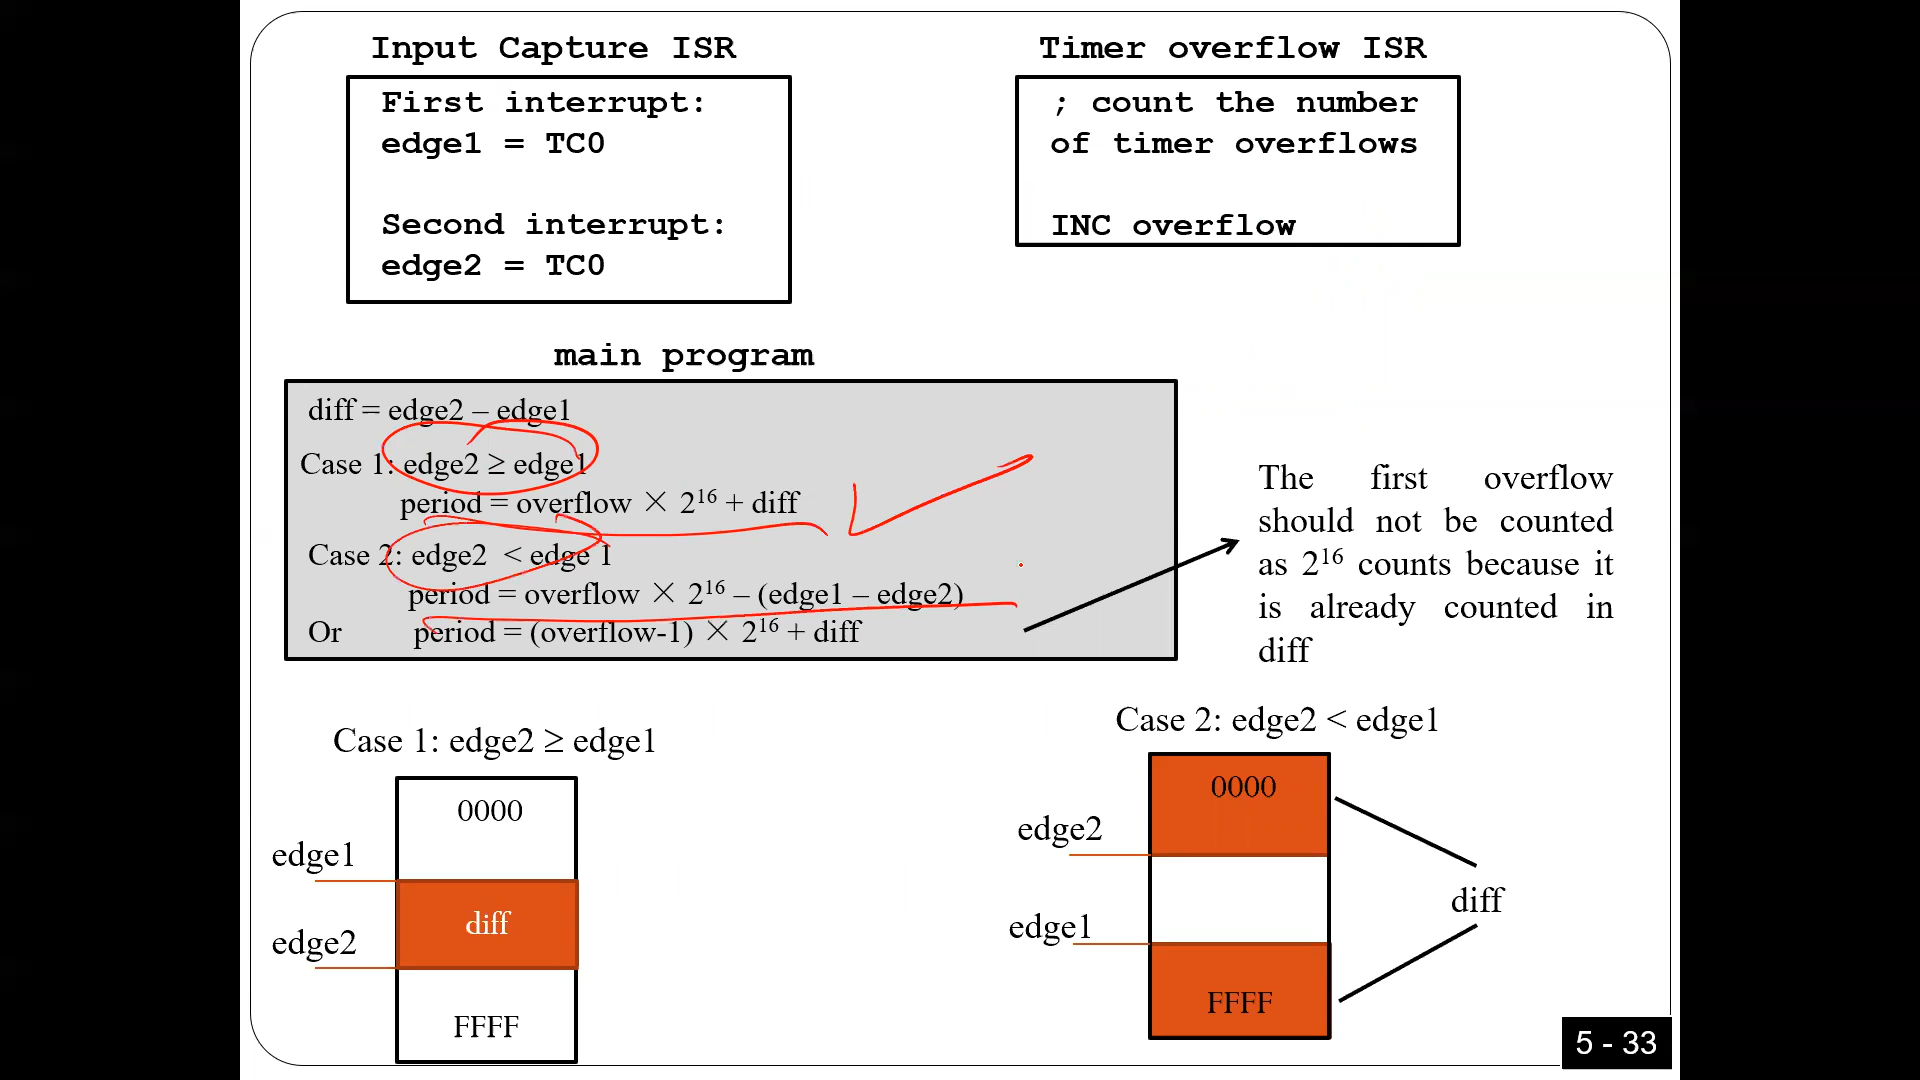 Input Capture ISR
First interrupt:
edge1 = TC0
Second interrupt:
edge2 = TC0
Timer overflow ISR
; count the number
of timer overflows
INC overflow
main program
diff = edge2 – edge1
Case 1: edge2 ≥ edge1
period = overflow × 2¹⁶ + diff
Case 2: edge2 < edge 1
period = overflow × 2¹⁶ – (edge1 – edge2)
Or period = (overflow-1) × 2¹⁶ + diff
The first overflow
should not be counted
as 2¹⁶ counts because it
is already counted in
diff
Case 1: edge2 ≥ edge1
0000
edge1
diff
edge2
FFFF
Case 2: edge2 < edge1
0000
edge2
diff
edge1
FFFF
5 - 33